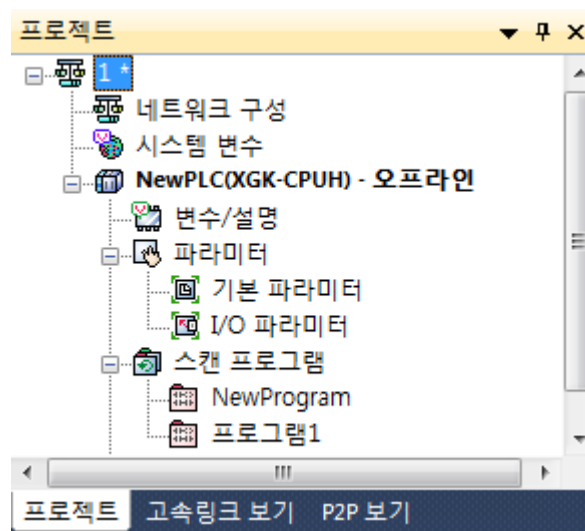 프로젝트
1 *
네트워크 구성
시스템 변수
NewPLC(XGK-CPUH) - 오프라인
변수/설명
파라미터
기본 파라미터
I/O 파라미터
스캔 프로그램
NewProgram
프로그램1
프로젝트 고속링크 보기 P2P 보기